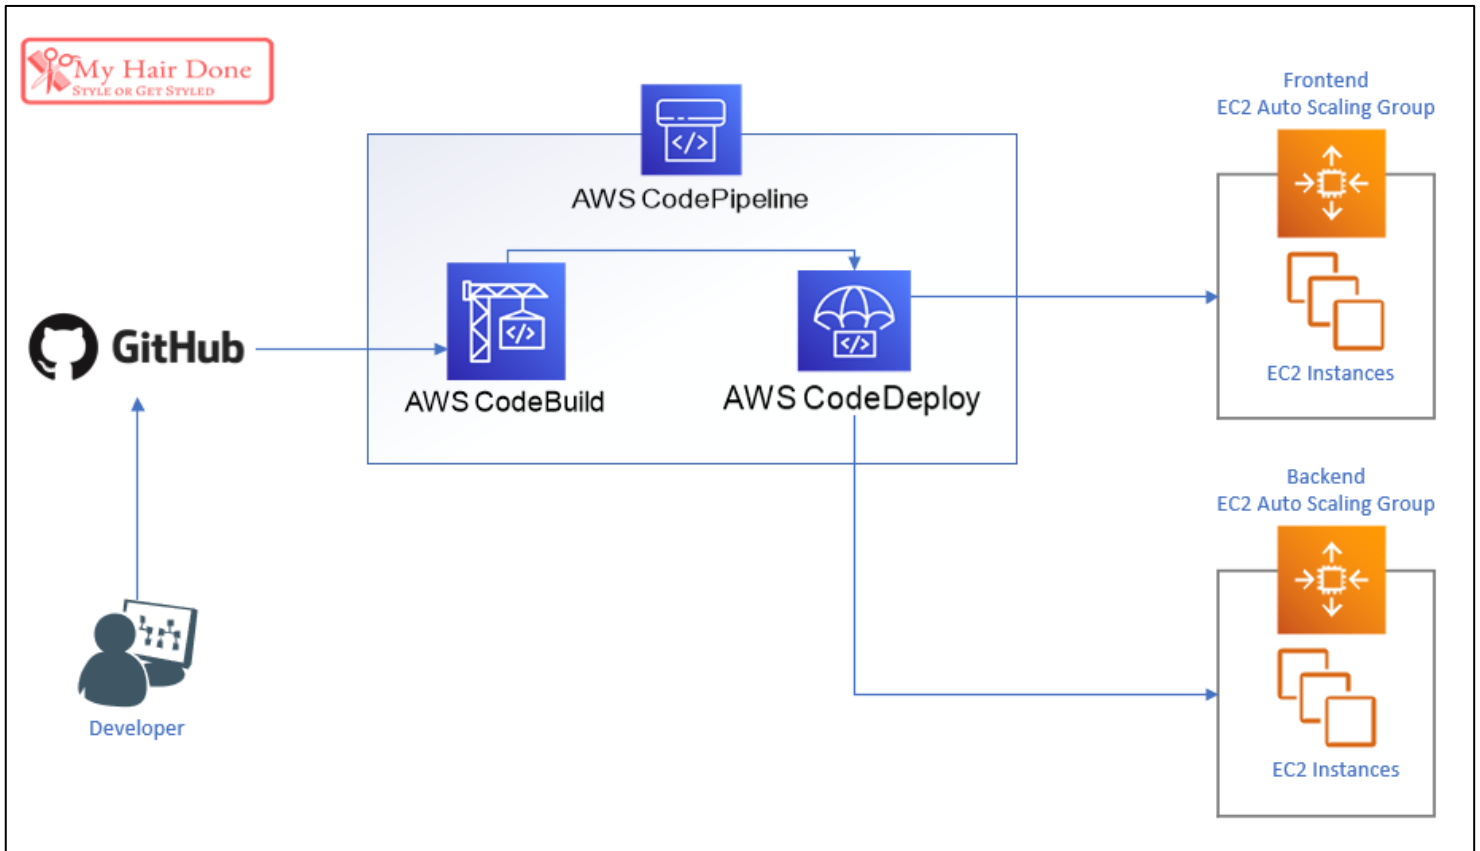 My Hair Done
STYLE OR GET STYLED
AWS CodePipeline
</>
AWS CodeBuild
</>
AWS CodeDeploy
</>
GitHub
Developer
Frontend
EC2 Auto Scaling Group
EC2 Instances
Backend
EC2 Auto Scaling Group
EC2 Instances